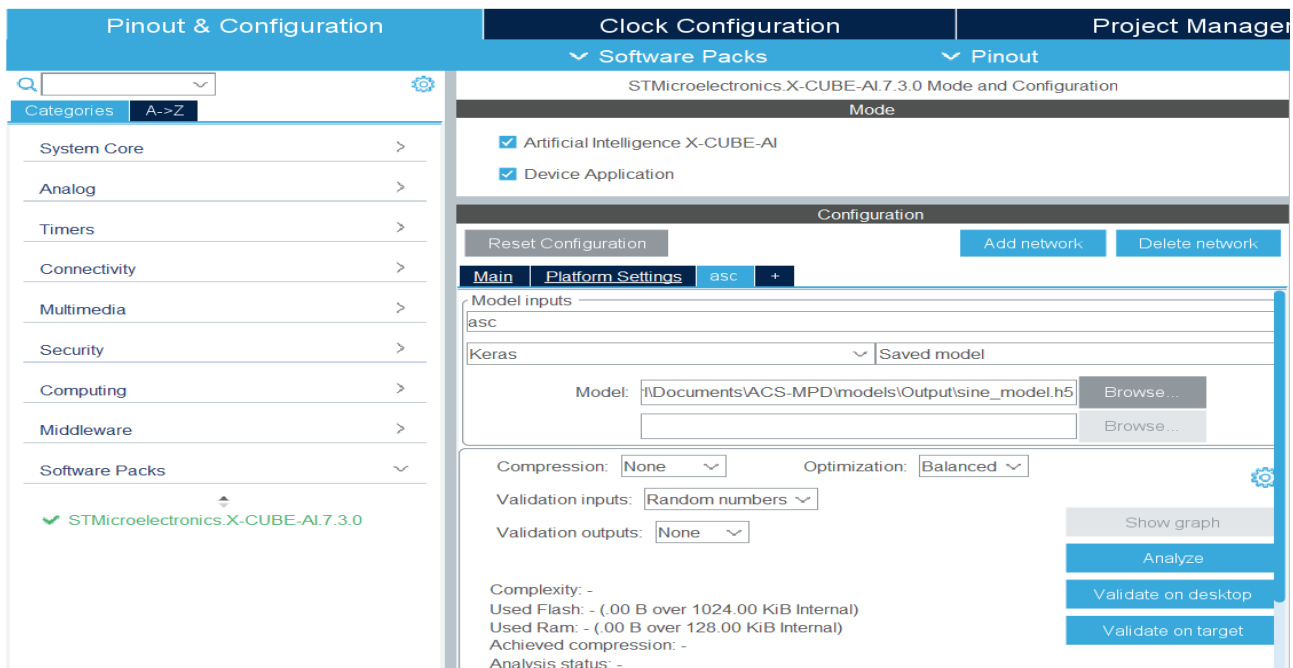 Pinout & Configuration
Clock Configuration
Project Manager
Software Packs
Pinout
Categories
A->Z
System Core
Analog
Timers
Connectivity
Multimedia
Security
Computing
Middleware
Software Packs
STMicroelectronics.X-CUBE-AI.7.3.0
STMicroelectronics.X-CUBE-AI.7.3.0 Mode and Configuration
Mode
Artificial Intelligence X-CUBE-AI
Device Application
Configuration
Reset Configuration
Add network
Delete network
Main
Platform Settings
asc
+
Model inputs
asc
Keras
Saved model
Model:
\Documents\ACS-MPD\models\Output\sine_model.h5
Browse...
Browse...
Compression: None
Optimization: Balanced
Validation inputs: Random numbers
Validation outputs: None
Show graph
Analyze
Validate on desktop
Validate on target
Complexity: -
Used Flash: - (.00 B over 1024.00 KiB Internal)
Used Ram: - (.00 B over 128.00 KiB Internal)
Achieved compression: -
Analysis status: -